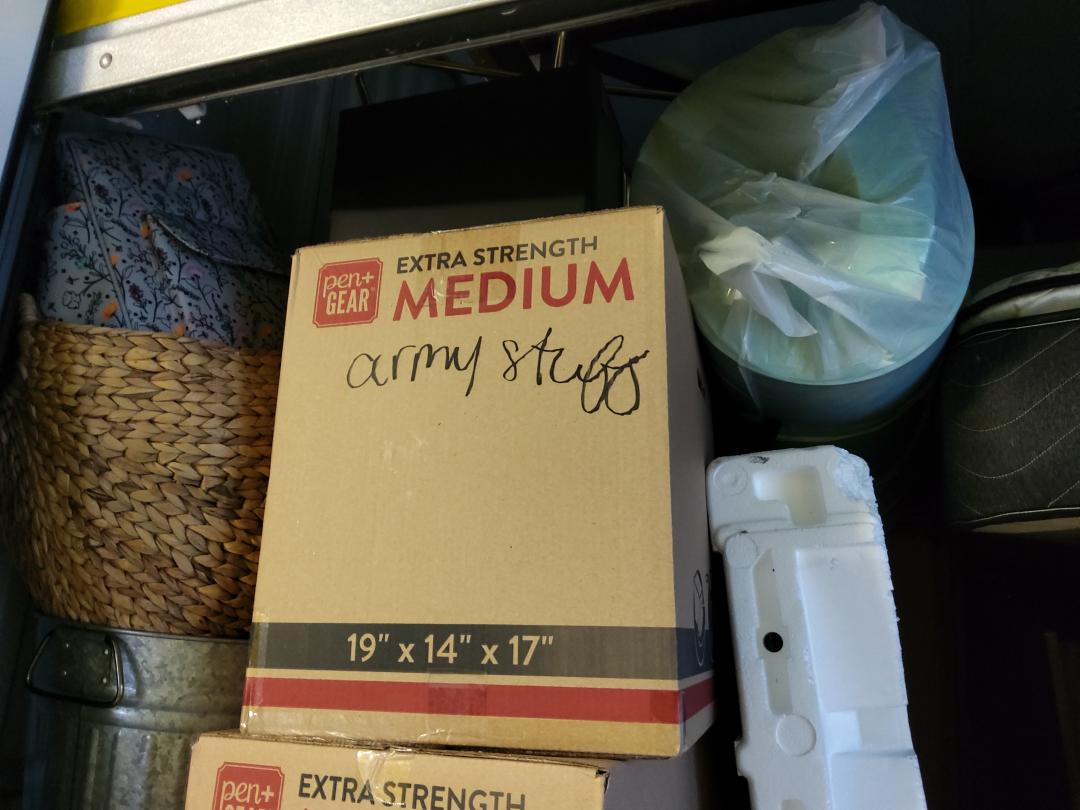 pen+
GEAR
EXTRA STRENGTH
MEDIUM
army stuff
19" x 14" x 17"
pen+
GEAR
EXTRA STRENGTH